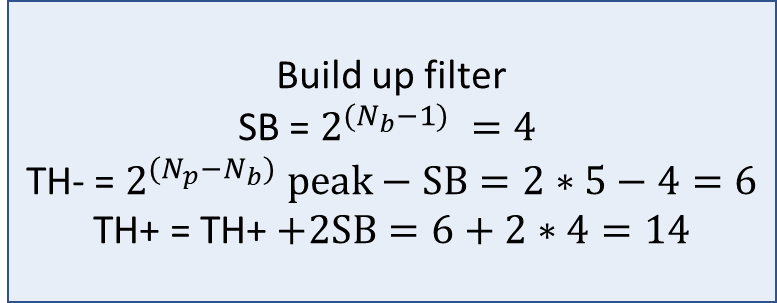 Build up filter
SB = 2^(N_b−1) = 4
TH- = 2^(N_p−N_b) peak − SB = 2 ∗ 5 − 4 = 6
TH+ = TH+ +2SB = 6 + 2 ∗ 4 = 14